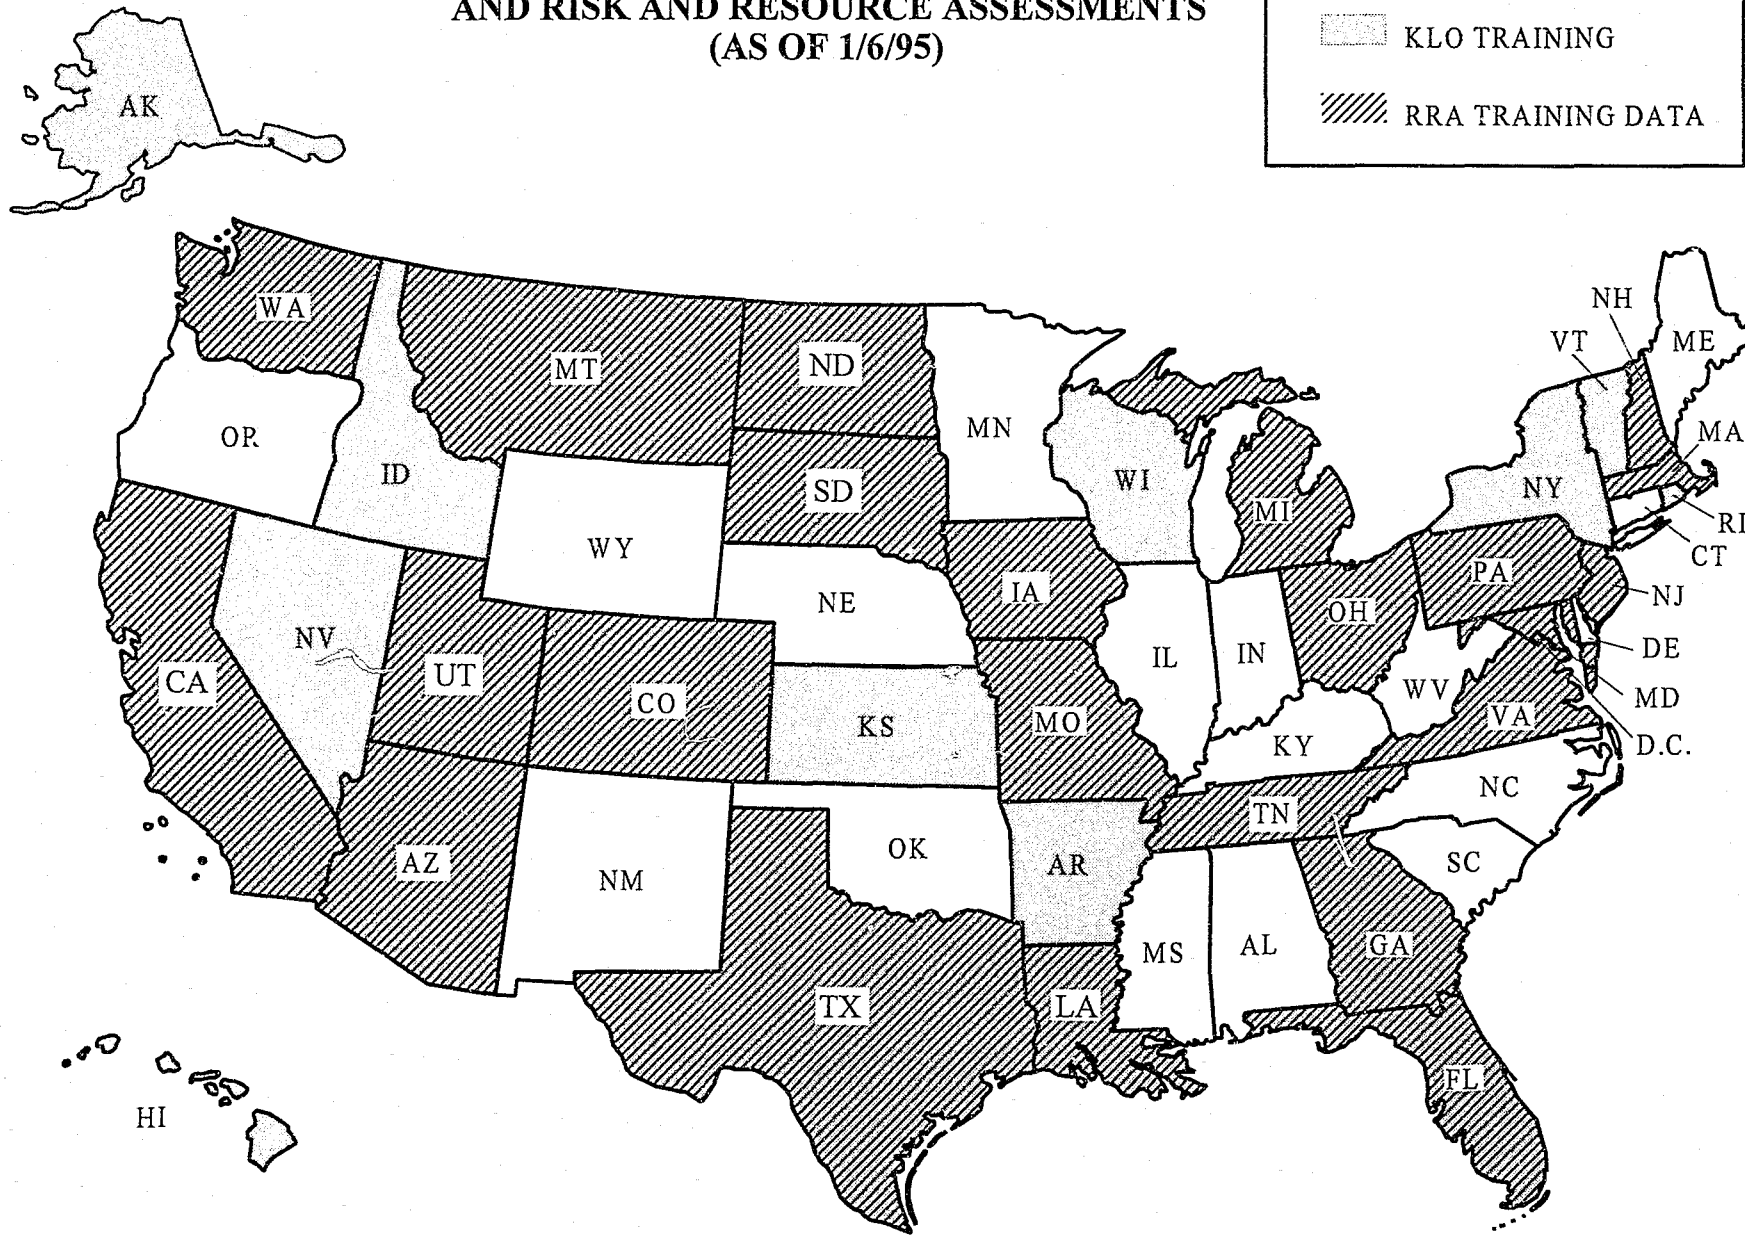 AND RISK AND RESOURCE ASSESSMENTS
(AS OF 1/6/95)
KLO TRAINING
RRA TRAINING DATA
AK
WA
MT
ND
MN
OR
ID
SD
WI
MI
NY
VT
NH
ME
MA
RI
CT
WY
NE
IA
PA
NJ
OH
IL
IN
DE
NV
UT
CO
CA
KS
MO
WV
VA
MD
D.C.
KY
NC
TN
AZ
NM
OK
AR
SC
MS
AL
GA
TX
LA
FL
HI